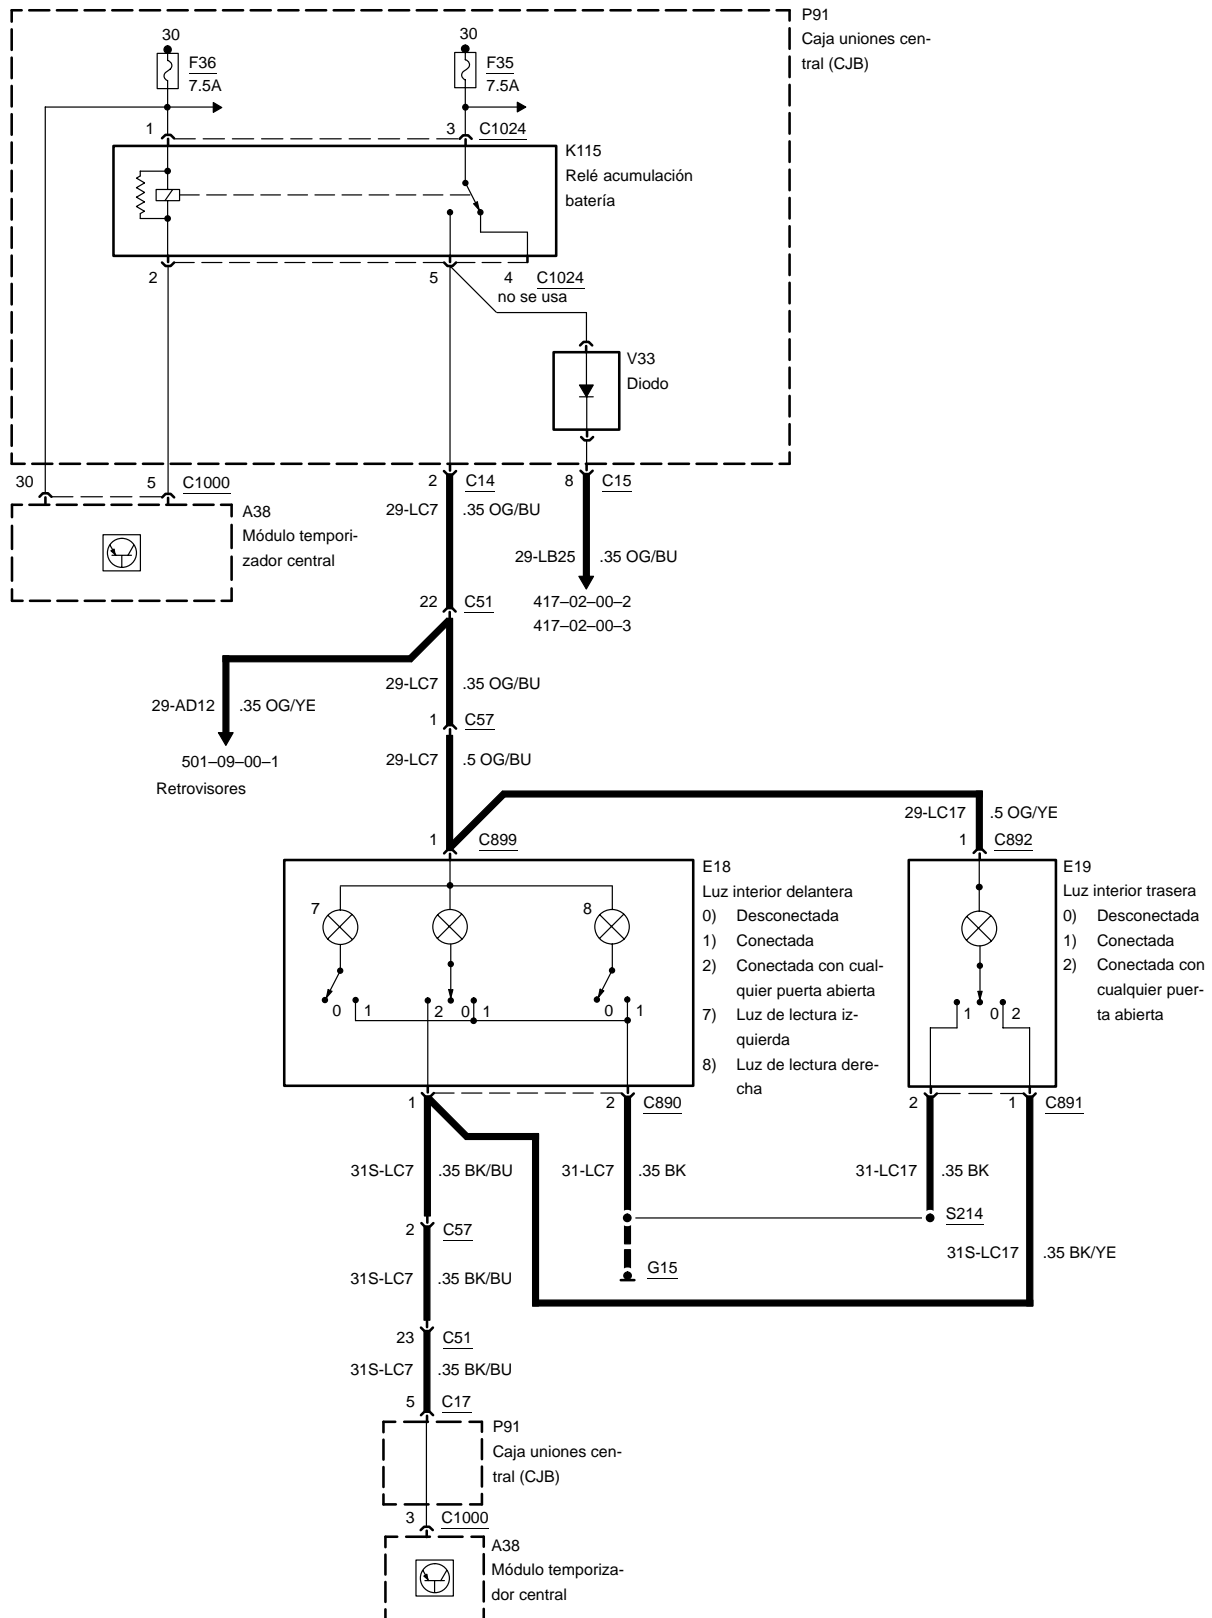 P91
Caja uniones cen-
tral (CJB)
30
F36
7.5A
30
F35
7.5A
1
3
C1024
K115
Relé acumulación
batería
2
5
4
C1024
no se usa
V33
Diodo
30
5
C1000
A38
Módulo tempori-
zador central
2
C14
29-LC7
.35 OG/BU
8
C15
29-LB25
.35 OG/BU
417–02–00–2
417–02–00–3
22
C51
29-AD12
.35 OG/YE
501–09–00–1
Retrovisores
29-LC7
.35 OG/BU
1
C57
29-LC7
.5 OG/BU
29-LC17
.5 OG/YE
1
C899
1
C892
E18
Luz interior delantera
0) Desconectada
1) Conectada
2) Conectada con cual-
quier puerta abierta
7) Luz de lectura iz-
quierda
8) Luz de lectura dere-
cha
7
8
0
1
2
0
1
0
1
E19
Luz interior trasera
0) Desconectada
1) Conectada
2) Conectada con
cualquier puer-
ta abierta
1
0
2
1
2
C890
2
1
C891
31S-LC7
.35 BK/BU
31-LC7
.35 BK
31-LC17
.35 BK
S214
2
C57
G15
31S-LC17
.35 BK/YE
31S-LC7
.35 BK/BU
23
C51
31S-LC7
.35 BK/BU
5
C17
P91
Caja uniones cen-
tral (CJB)
3
C1000
A38
Módulo temporiza-
dor central